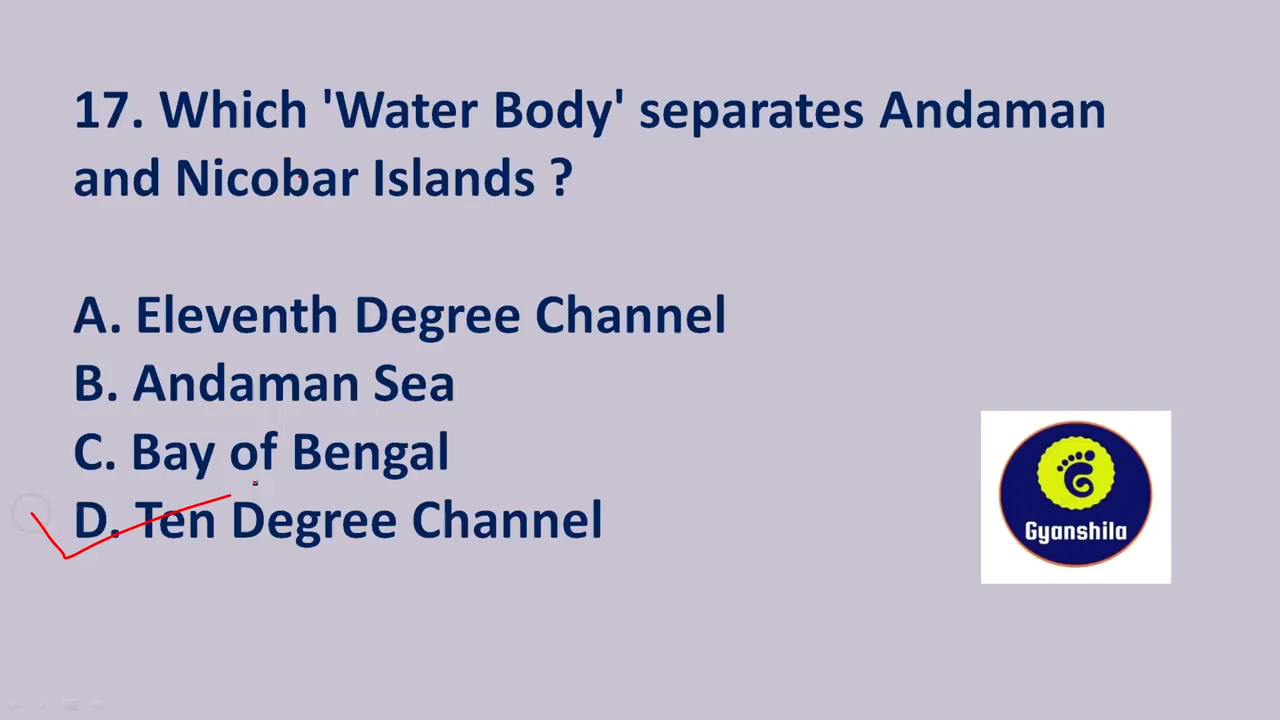 17. Which 'Water Body' separates Andaman
and Nicobar Islands ?
A. Eleventh Degree Channel
B. Andaman Sea
C. Bay of Bengal
D. Ten Degree Channel
Gyanshila